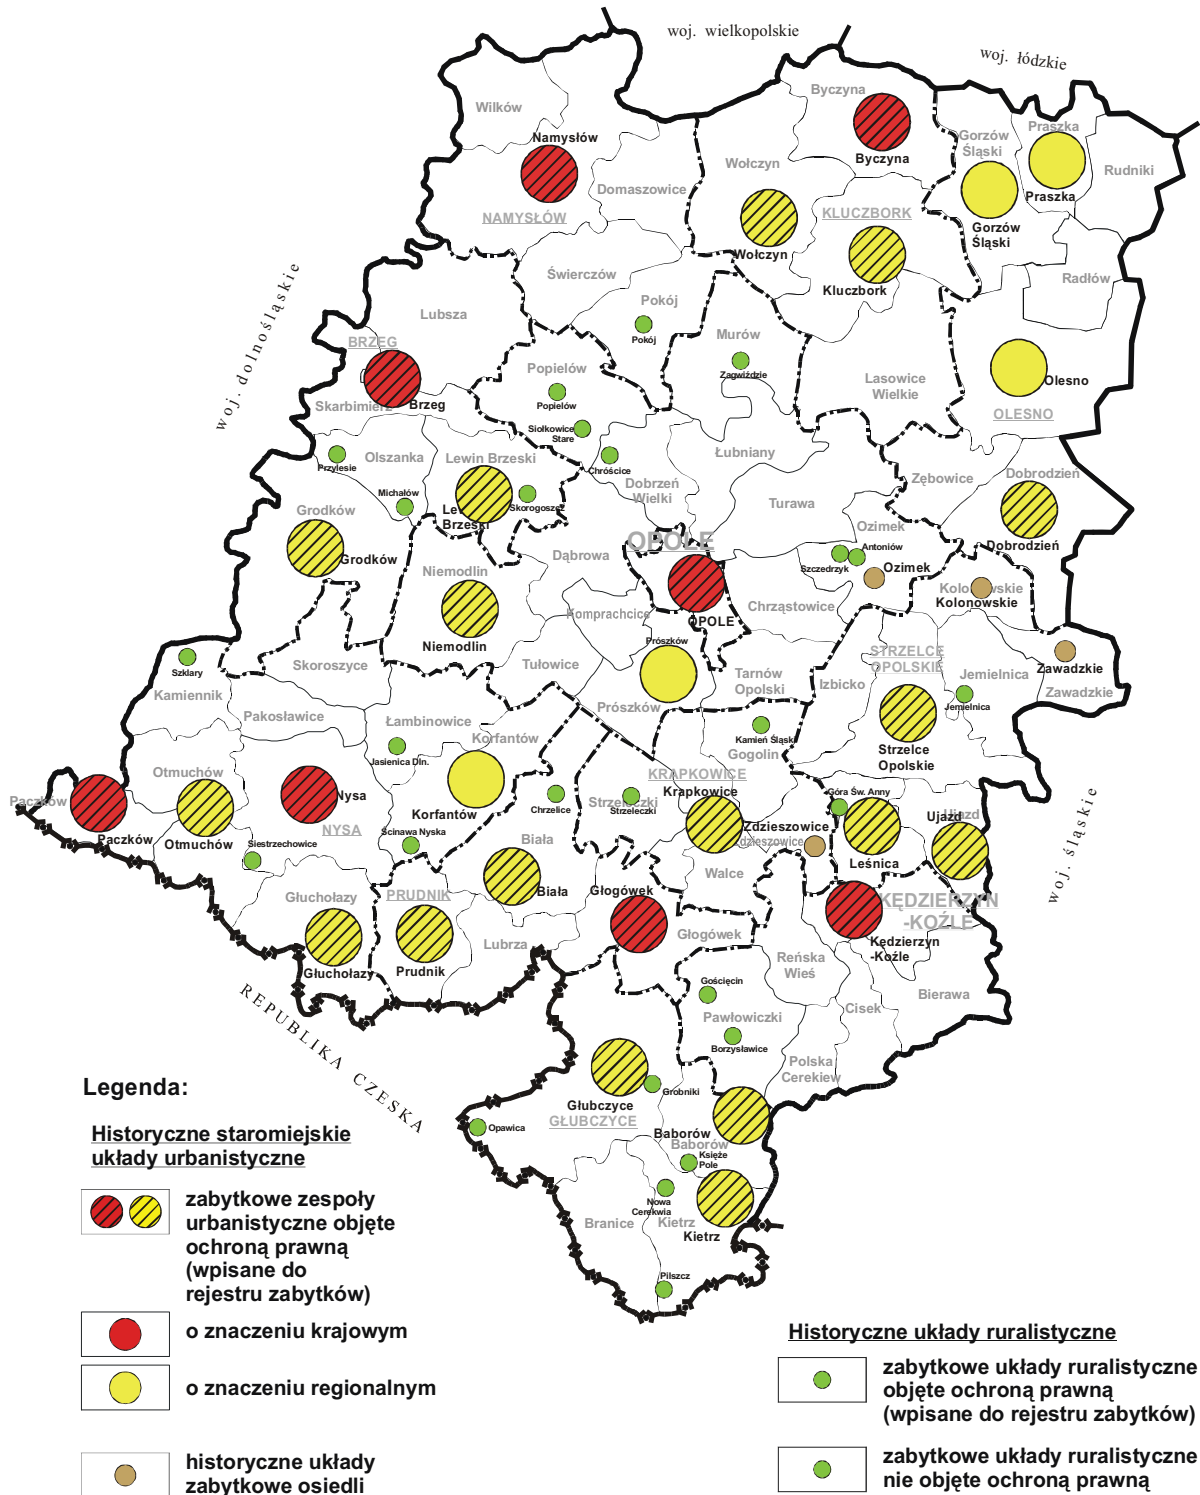 woj. wielkopolskie
woj. łódzkie
Wilków
Byczyna
Namysłów
Byczyna
Gorzów
Śląski
Praszka
Praszka
Rudniki
Wołczyn
Domaszowice
NAMYSŁÓW
KLUCZBORK
Gorzów
Śląski
Wołczyn
Kluczbork
Świerczów
Radłów
Pokój
Pokój
Lubsza
Murów
Zagwiździe
BRZEG
Popielów
Popielów
Lasowice
Wielkie
Olesno
OLESNO
Skarbimierz
Brzeg
woj. dolnośląskie
Siołkowice
Stare
Przylesie
Olszanka
Lewin Brzeski
Chróścice
Łubniany
Dobrzeń
Wielki
Zębowice
Dobrodzień
Michałów
Skorogoszcz
Turawa
Grodków
Brzeski
Ozimek
Grodków
OPOLE
Dąbrowa
Antoniów
Szczedrzyk
Ozimek
Dobrodzień
Niemodlin
Niemodlin
Komprachcice
OPOLE
Chrząstowice
Kolonowskie
Kolonowskie
Szklary
Kamiennik
Skoroszyce
Tułowice
Prószków
Prószków
Tarnów
Opolski
Izbicko
STRZELCE
OPOLSKIE
Jemielnica
Jemielnica
Zawadzkie
Zawadzkie
Pakosławice
Łambinowice
Korfantów
Jasienica Dln.
Kamień Śląski
Gogolin
Strzelce
Opolskie
Otmuchów
Paczków
Paczków
Otmuchów
Nysa
NYSA
Korfantów
Chrzelice
Strzeleczki
Strzeleczki
KRAPKOWICE
Krapkowice
Góra Św. Anny
Zdzieszowice
Zdzieszowice
Leśnica
Ujazd
Ujazd
woj. śląskie
Siestrzechowice
Ścinawa Nyska
Biała
Biała
Walce
Głogówek
Głogówek
KĘDZIERZYN
-KOŹLE
Kędzierzyn
-Koźle
Głuchołazy
Głuchołazy
PRUDNIK
Prudnik
Lubrza
Reńska
Wieś
Bierawa
Cisek
Gościęcin
Pawłowiczki
Borzysławice
Polska
Cerekiew
REPUBLIKA CZESKA
Głubczyce
GŁUBCZYCE
Grobniki
Opawica
Baborów
Baborów
Księże
Pole
Nowa
Cerekwia
Branice
Kietrz
Kietrz
Pilszcz
Legenda:
Historyczne staromiejskie
układy urbanistyczne
zabytkowe zespoły
urbanistyczne objęte
ochroną prawną
(wpisane do
rejestru zabytków)
o znaczeniu krajowym
o znaczeniu regionalnym
historyczne układy
zabytkowe osiedli
Historyczne układy ruralistyczne
zabytkowe układy ruralistyczne
objęte ochroną prawną
(wpisane do rejestru zabytków)
zabytkowe układy ruralistyczne
nie objęte ochroną prawną